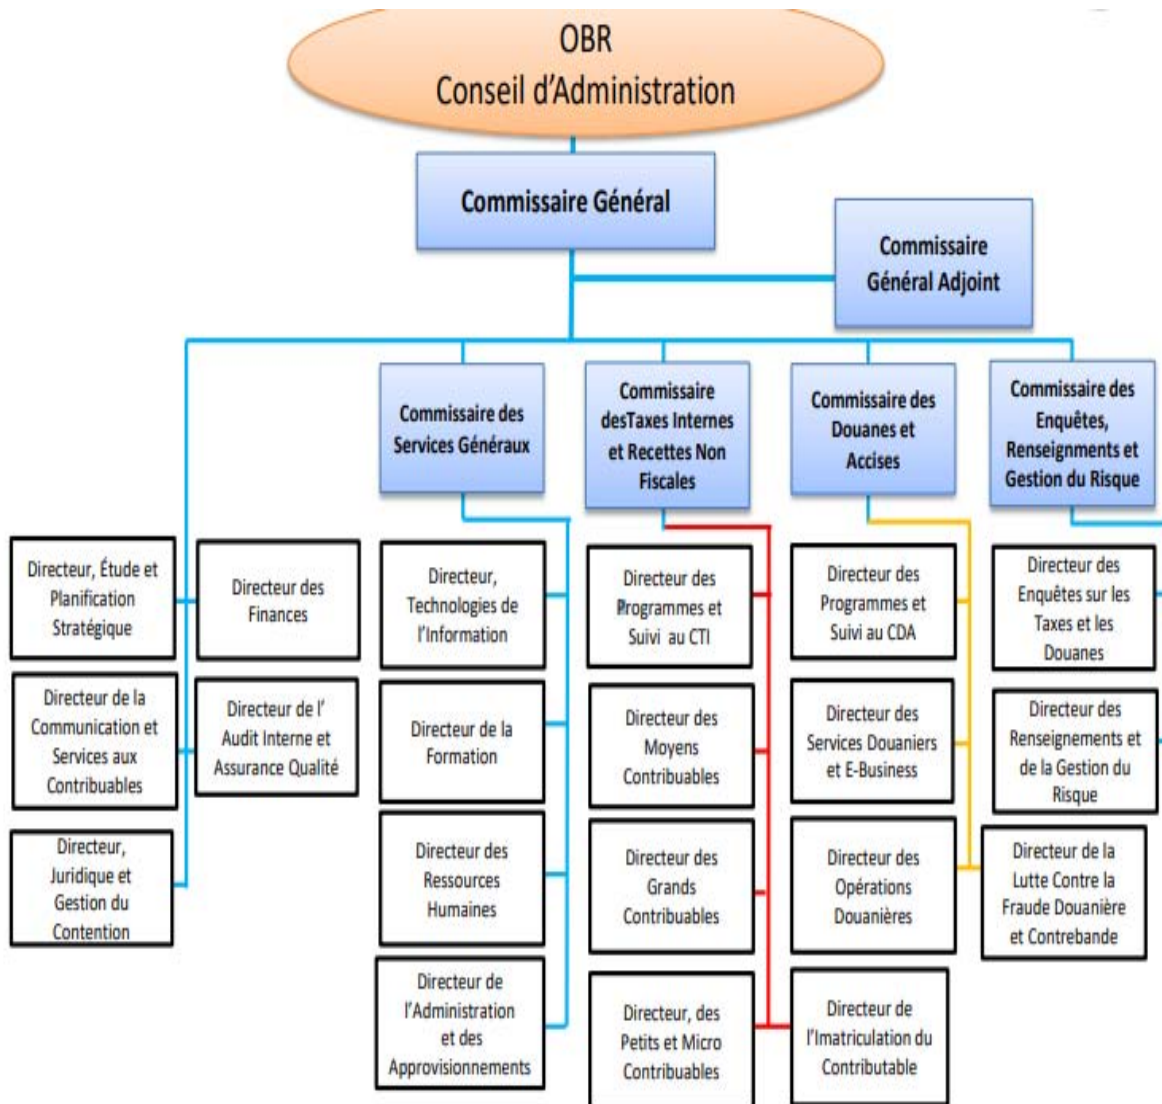 OBR
Conseil d'Administration
Commissaire Général
Commissaire
Général Adjoint
Commissaire des
Services Généraux
Commissaire
desTaxes Internes
et Recettes Non
Fiscales
Commissaire des
Douanes et
Accises
Commissaire des
Enquêtes,
Renseignments et
Gestion du Risque
Directeur, Étude et
Planification
Stratégique
Directeur des
Finances
Directeur de la
Communication et
Services aux
Contribuables
Directeur de l'
Audit Interne et
Assurance Qualité
Directeur,
Juridique et
Gestion du
Contention
Directeur,
Technologies de
l'Information
Directeur de la
Formation
Directeur des
Ressources
Humaines
Directeur de
l'Administration
et des
Approvisionnements
Directeur des
Programmes et
Suivi au CTI
Directeur des
Moyens
Contribuables
Directeur des
Grands
Contribuables
Directeur, des
Petits et Micro
Contribuables
Directeur des
Programmes et
Suivi au CDA
Directeur des
Services Douaniers
et E-Business
Directeur des
Opérations
Douanières
Directeur de
l'Imatriculation du
Contributable
Directeur des
Enquêtes sur les
Taxes et les
Douanes
Directeur des
Renseignements et
de la Gestion du
Risque
Directeur de la
Lutte Contre la
Fraude Douanière
et Contrebande